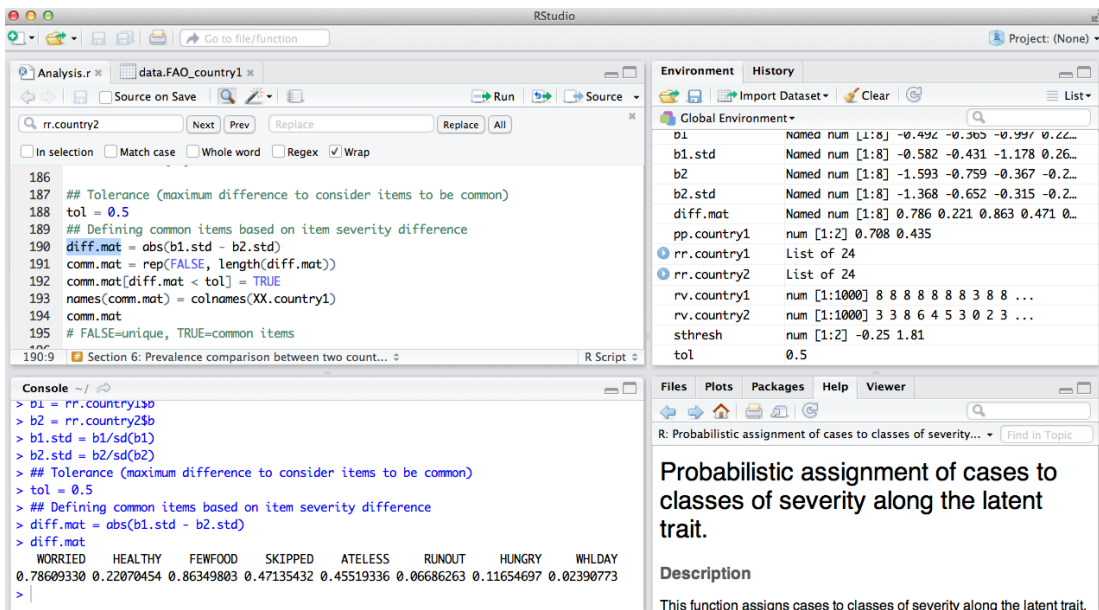 RStudio
Go to file/function
Project: (None)
Analysis.r
data.FAO_country1
Source on Save
Run
Source
rr.country2
Next
Prev
Replace
Replace
All
In selection
Match case
Whole word
Regex
Wrap
186
187 ## Tolerance (maximum difference to consider items to be common)
188 tol = 0.5
189 ## Defining common items based on item severity difference
190 diff.mat = abs(b1.std - b2.std)
191 comm.mat = rep(FALSE, length(diff.mat))
192 comm.mat[diff.mat < tol] = TRUE
193 names(comm.mat) = colnames(XX.country1)
194 comm.mat
195 # FALSE=unique, TRUE=common items
196
190:9 Section 6: Prevalence comparison between two count... R Script
Console ~/
> b1 = rr.country1$b
> b2 = rr.country2$b
> b1.std = b1/sd(b1)
> b2.std = b2/sd(b2)
> ## Tolerance (maximum difference to consider items to be common)
> tol = 0.5
> ## Defining common items based on item severity difference
> diff.mat = abs(b1.std - b2.std)
> diff.mat
WORRIED HEALTHY FEWFOOD SKIPPED ATELESS RUNOUT HUNGRY WHLDAY
0.78609330 0.22070454 0.86349803 0.47135432 0.45519336 0.06686263 0.11654697 0.02390773
>
Environment History
Import Dataset Clear List
Global Environment
b1 Named num [1:8] -0.492 -0.365 -0.997 0.22…
b1.std Named num [1:8] -0.582 -0.431 -1.178 0.26…
b2 Named num [1:8] -1.593 -0.759 -0.367 -0.2…
b2.std Named num [1:8] -1.368 -0.652 -0.315 -0.2…
diff.mat Named num [1:8] 0.786 0.221 0.863 0.471 0…
pp.country1 num [1:2] 0.708 0.435
rr.country1 List of 24
rr.country2 List of 24
rv.country1 num [1:1000] 8 8 8 8 8 8 8 3 8 8 ...
rv.country2 num [1:1000] 3 3 8 6 4 5 3 0 2 3 ...
sthresh num [1:2] -0.25 1.81
tol 0.5
Files Plots Packages Help Viewer
R: Probabilistic assignment of cases to classes of severity... Find in Topic
Probabilistic assignment of cases to
classes of severity along the latent
trait.
Description
This function assigns cases to classes of severity along the latent trait.